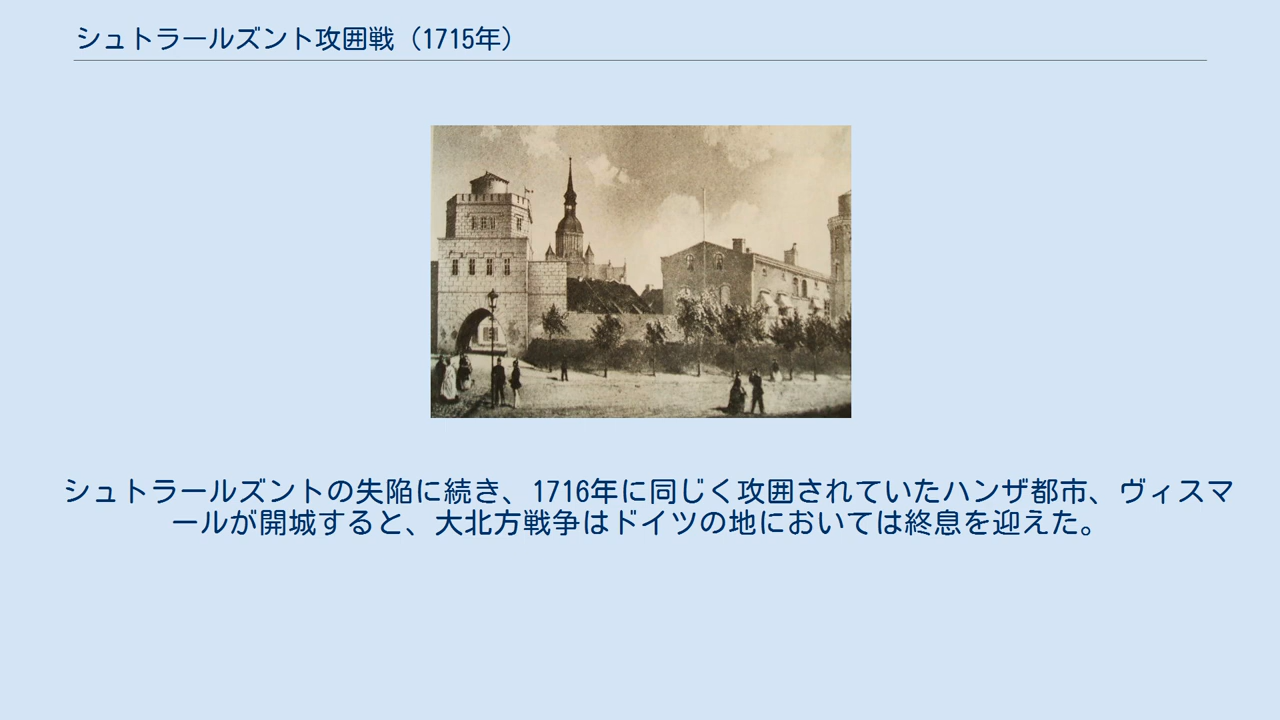 シュトラールズント攻囲戦（1715年）
シュトラールズントの失陥に続き、1716年に同じく攻囲されていたハンザ都市、ヴィスマ
ールが開城すると、大北方戦争はドイツの地においては終息を迎えた。